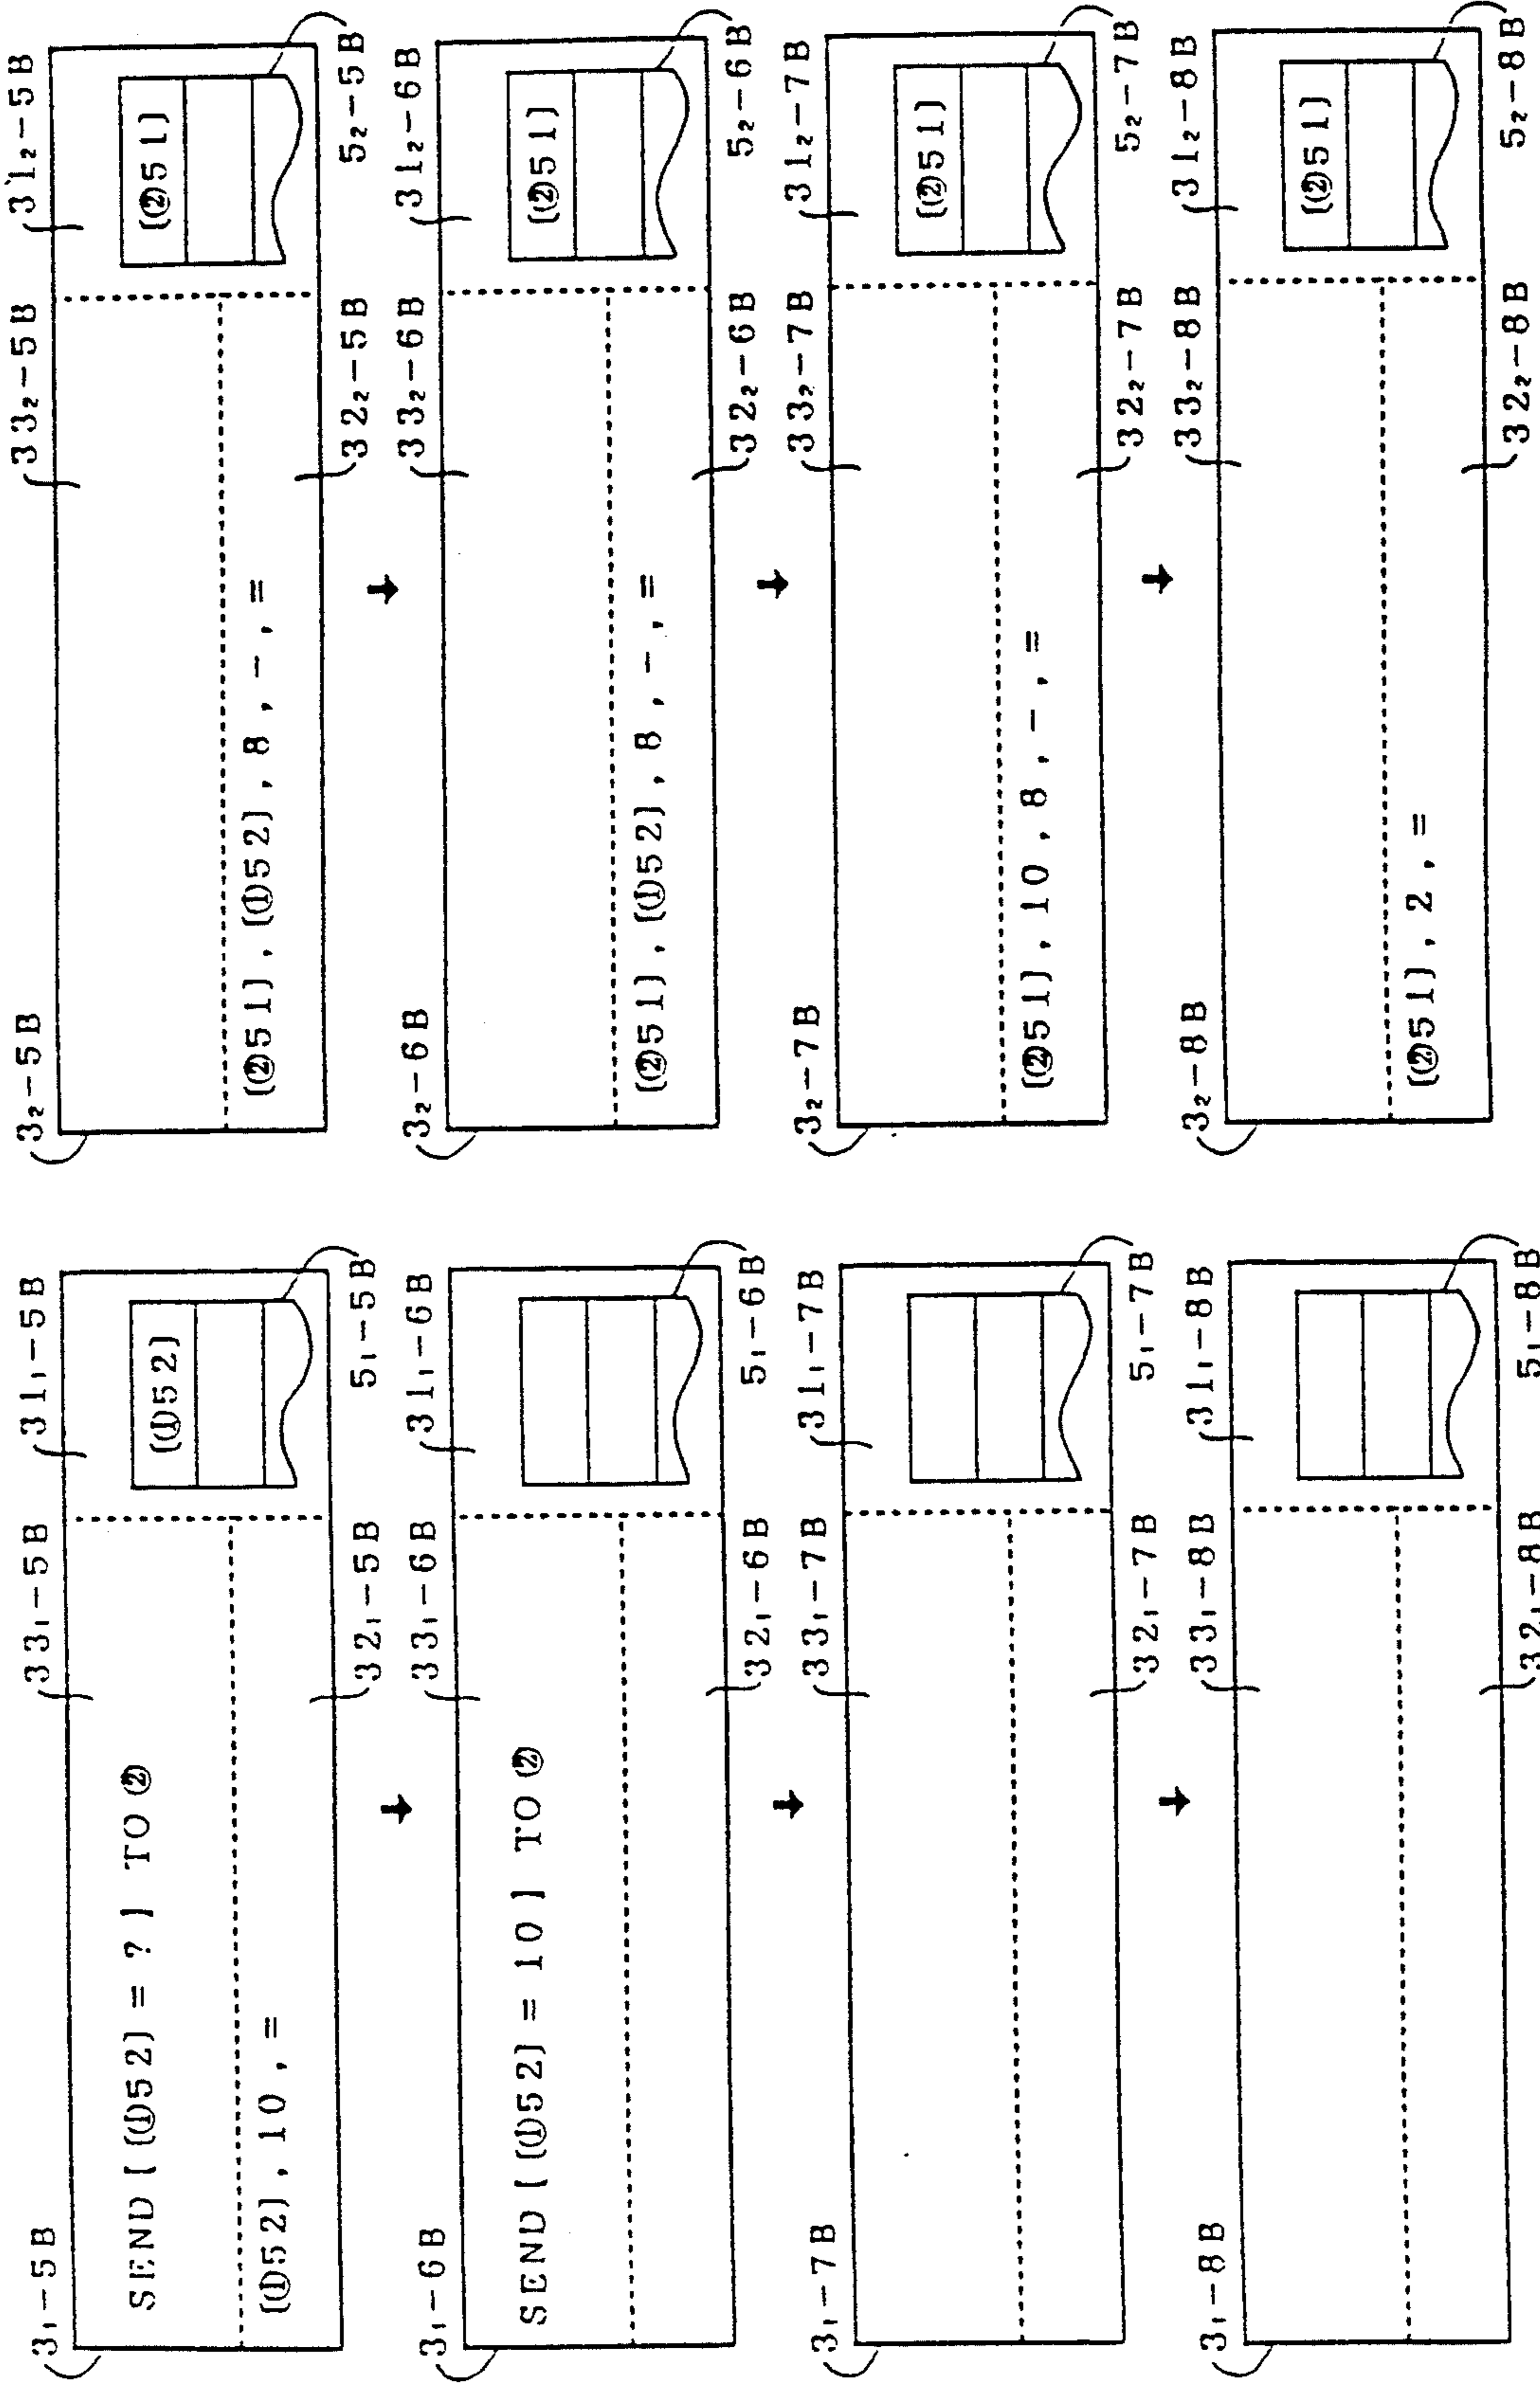 3₁−5B 33₁−5B 31₁−5B
SEND [ [①52] = ? ] TO ②
[①52]
[①52], 10, =
32₁−5B 5₁−5B
↓
3₁−6B 33₁−6B 31₁−6B
SEND [ [①52] = 10 ] TO ②
32₁−6B 5₁−6B
↓
3₁−7B 33₁−7B 31₁−7B
32₁−7B 5₁−7B
↓
3₁−8B 33₁−8B 31₁−8B
32₁−8B 5₁−8B
3₂−5B 33₂−5B 31₂−5B
[②51]
[②51], [①52], 8, −, =
32₂−5B 5₂−5B
↓
3₂−6B 33₂−6B 31₂−6B
[②51]
[②51], [①52], 8, −, =
32₂−6B 5₂−6B
↓
3₂−7B 33₂−7B 31₂−7B
[②51]
[②51], 10, 8, −, =
32₂−7B 5₂−7B
↓
3₂−8B 33₂−8B 31₂−8B
[②51]
[②51], 2, =
32₂−8B 5₂−8B